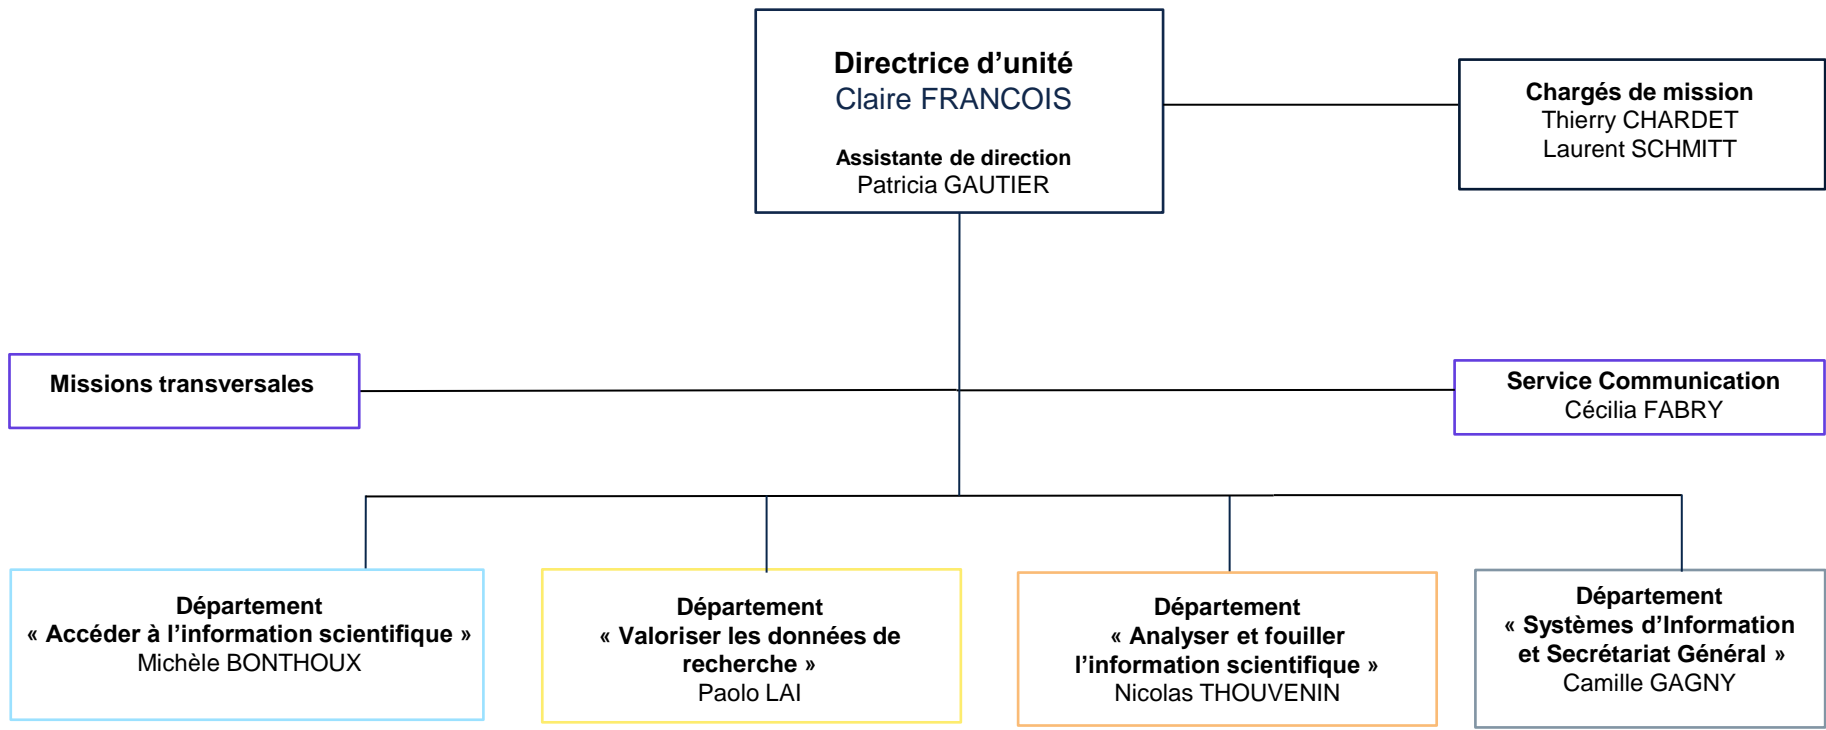 Directrice d’unité
Claire FRANCOIS
Assistante de direction
Patricia GAUTIER
Chargés de mission
Thierry CHARDET
Laurent SCHMITT
Missions transversales
Service Communication
Cécilia FABRY
Département
« Accéder à l’information scientifique »
Michèle BONTHOUX
Département
« Valoriser les données de
recherche »
Paolo LAI
Département
« Analyser et fouiller
l’information scientifique »
Nicolas THOUVENIN
Département
« Systèmes d’Information
et Secrétariat Général »
Camille GAGNY